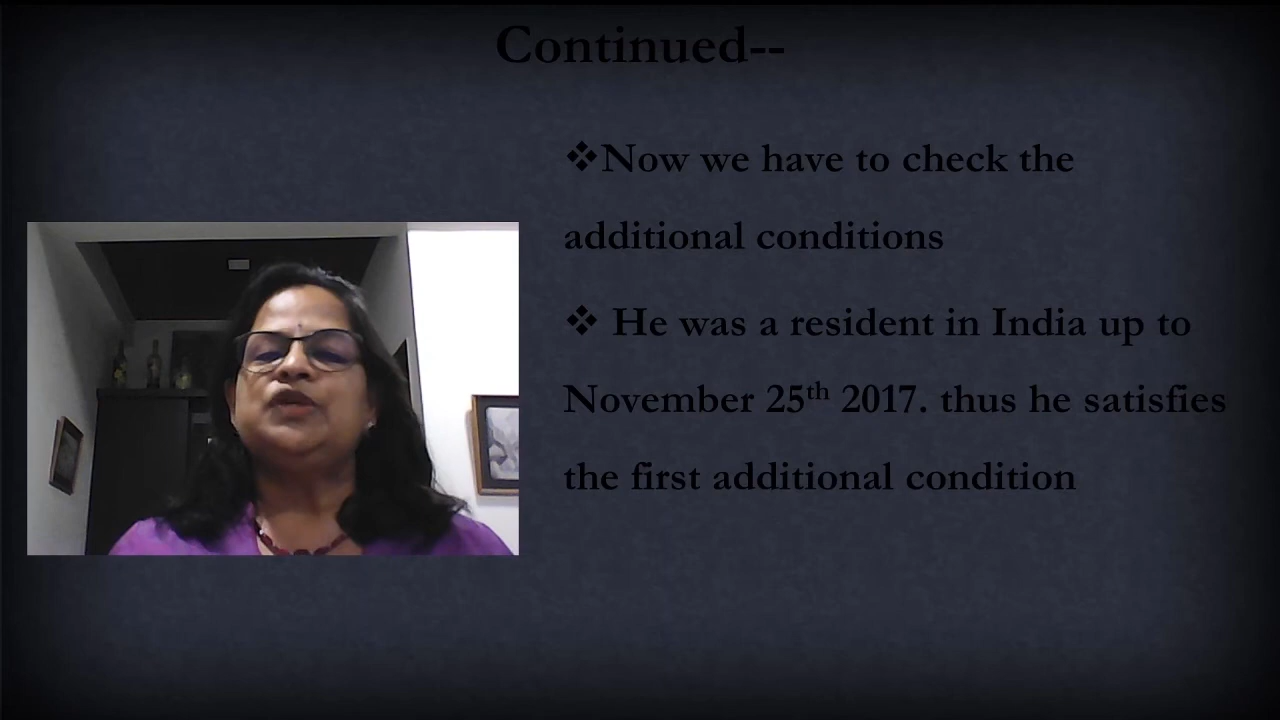 Continued--
❖Now we have to check the
additional conditions
❖ He was a resident in India up to
November 25th 2017. thus he satisfies
the first additional condition